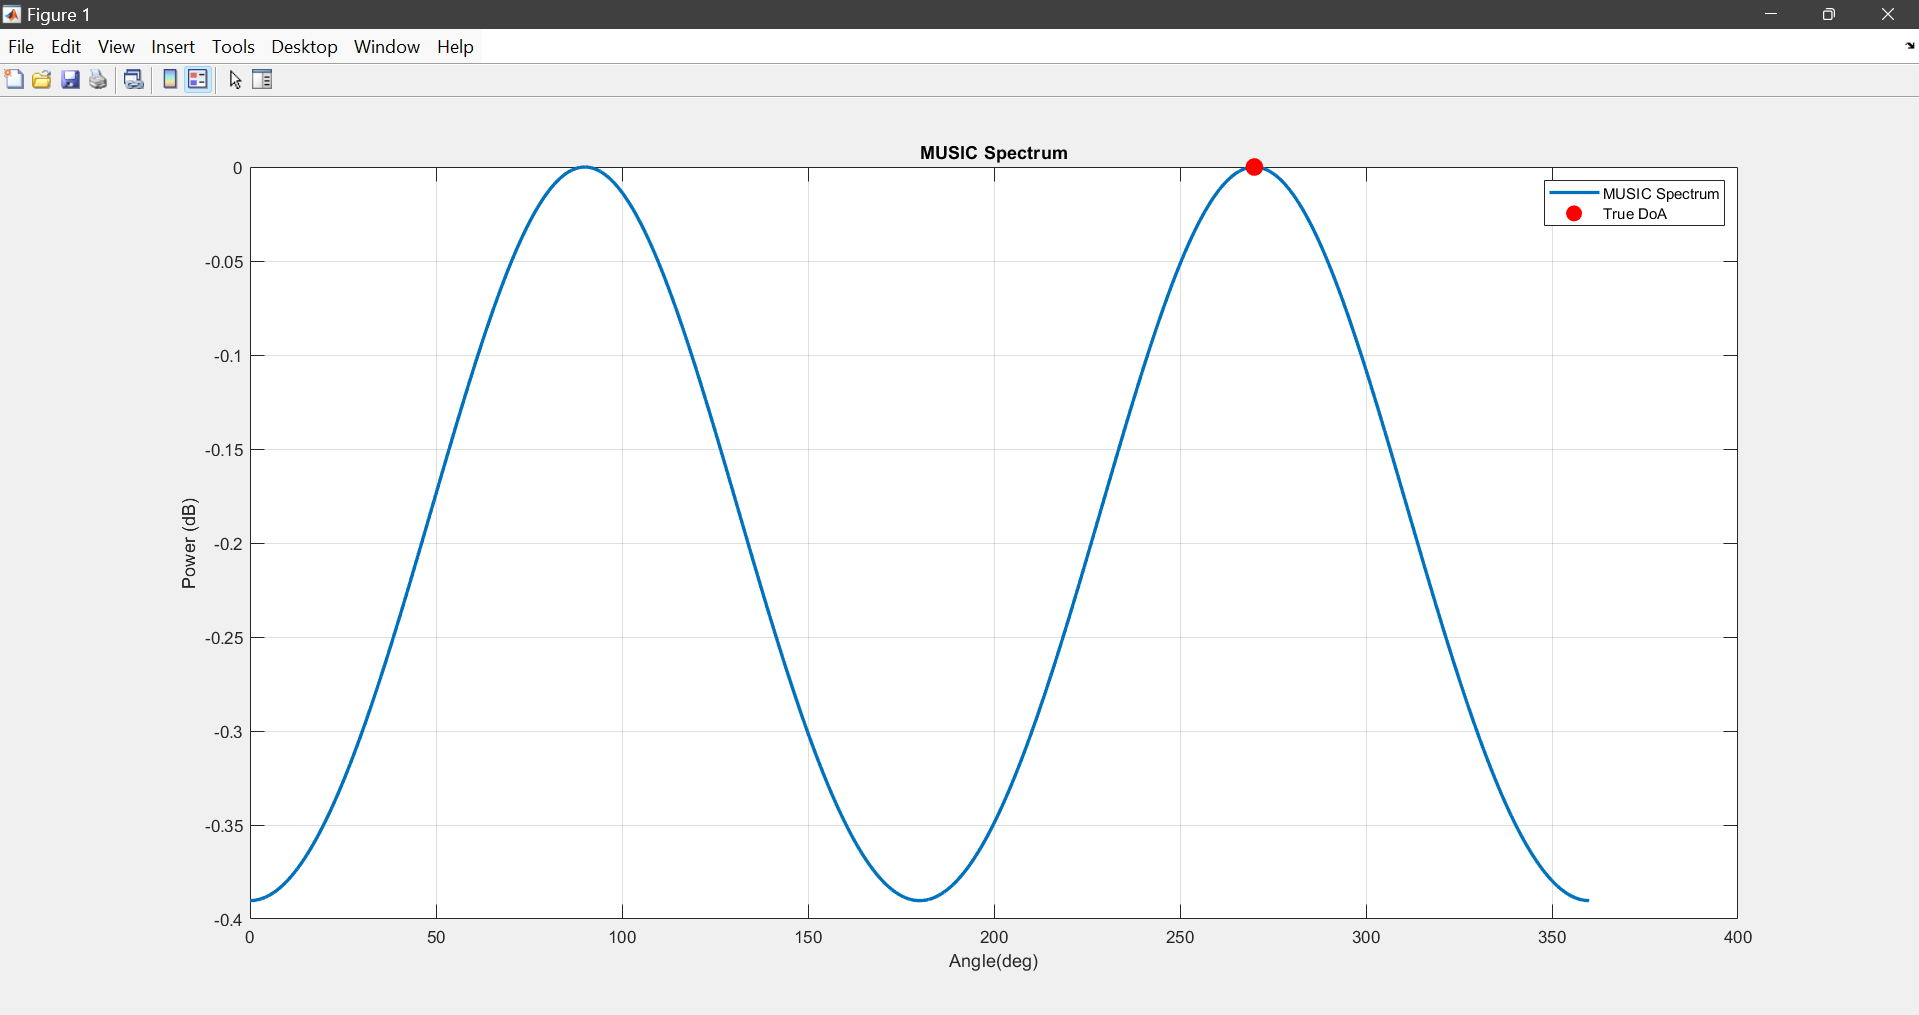 Figure 1
File Edit View Insert Tools Desktop Window Help
MUSIC Spectrum
MUSIC Spectrum
True DoA
0
-0.05
-0.1
-0.15
-0.2
-0.25
-0.3
-0.35
-0.4
Power (dB)
0 50 100 150 200 250 300 350 400
Angle(deg)